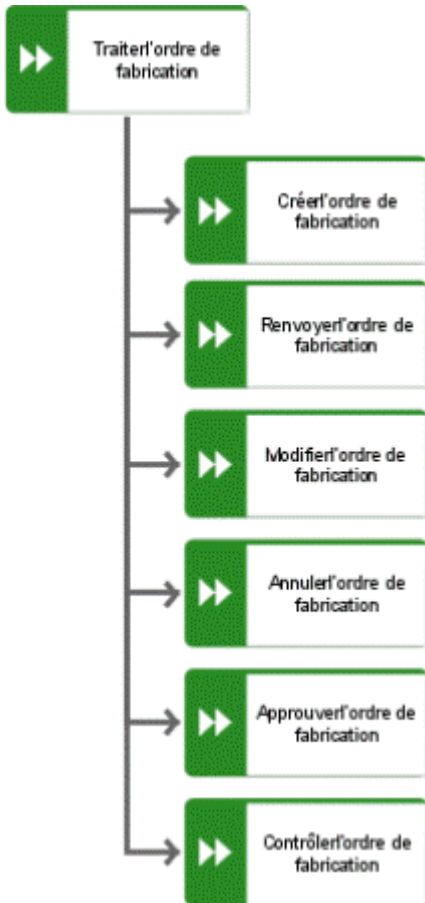 Traiterl'ordre de
fabrication
Créerl'ordre de
fabrication
Renvoyerl'ordre de
fabrication
Modifierl'ordre de
fabrication
Annulerl'ordre de
fabrication
Approuverl'ordre de
fabrication
Contrôlerl'ordre de
fabrication